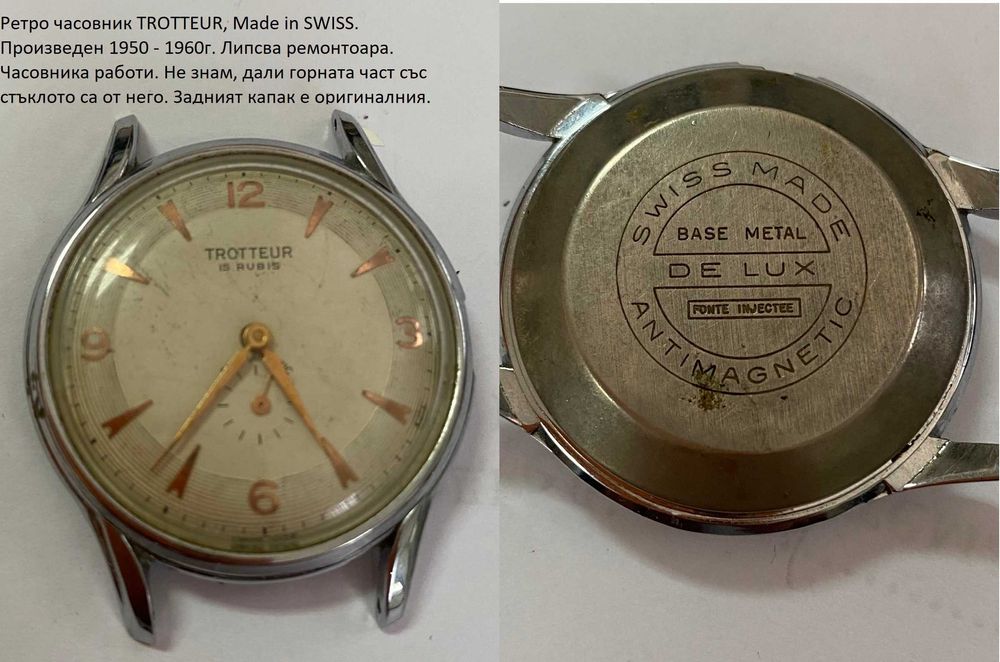 Ретро часовник TROTTEUR, Made in SWISS.
Произведен 1950 - 1960г. Липсва ремонтоара.
Часовника работи. Не знам, дали горната част със
стъклото са от него. Задният капак е оригиналния.
12
TROTTEUR
15 RUBIS
9
3
6
SWISS MADE
BASE METAL
DE LUX
FONTE INJECTEE
ANTIMAGNETIC